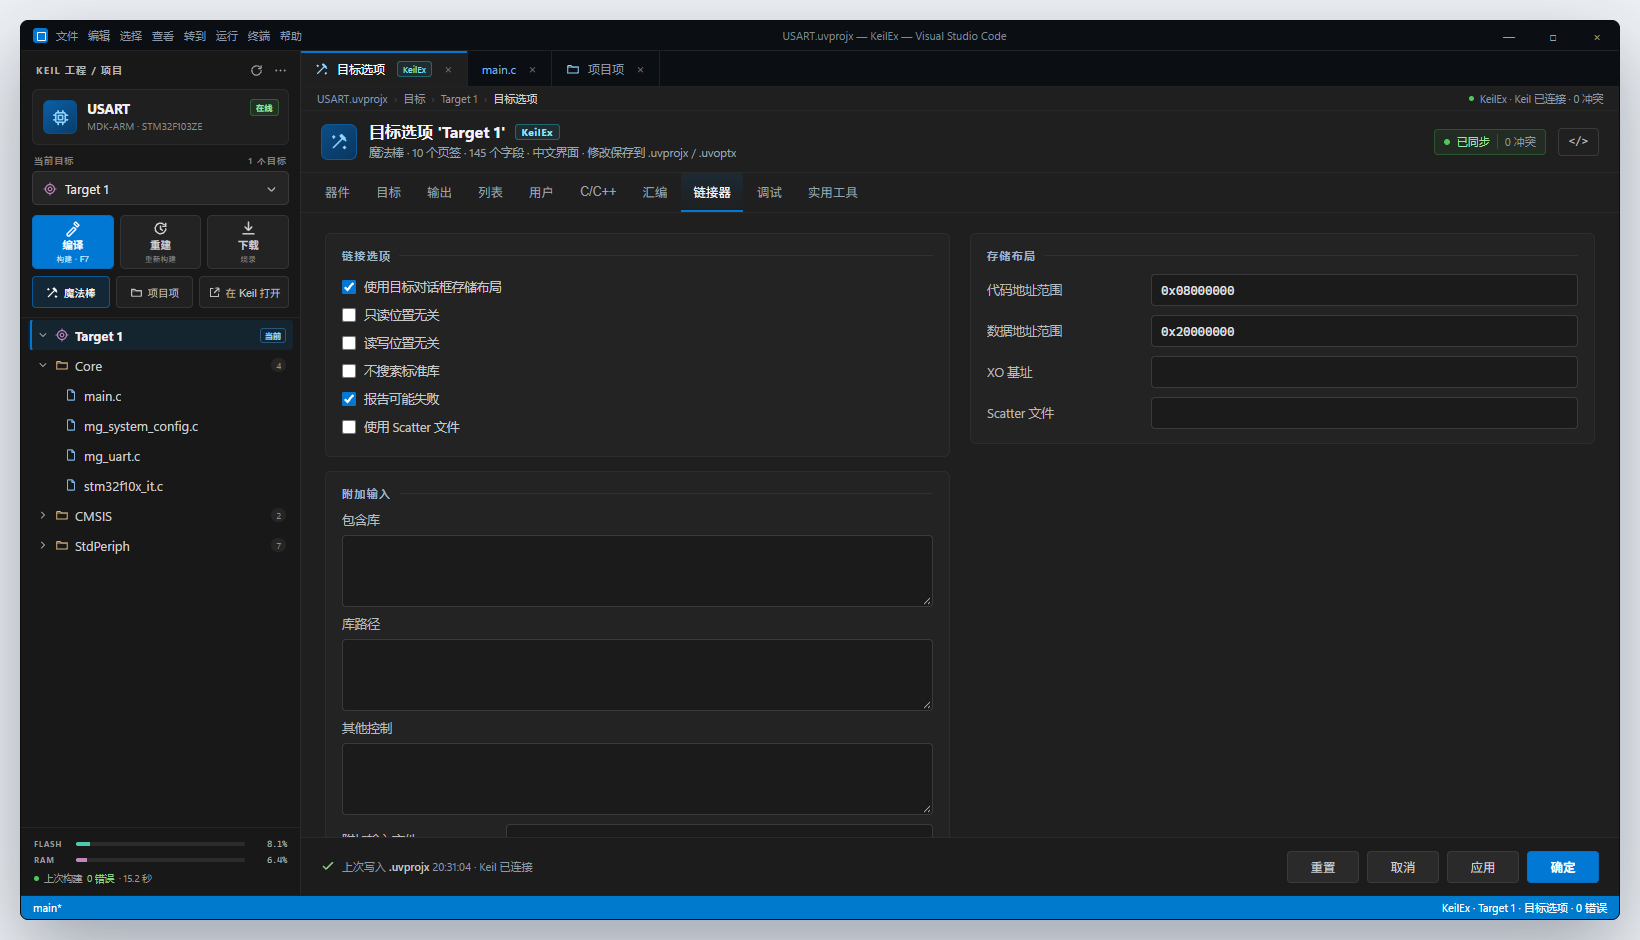 文件 编辑 选择 查看 转到 运行 终端 帮助
USART.uvprojx — KeilEx — Visual Studio Code
KEIL 工程 / 项目
USART
在线
MDK-ARM · STM32F103ZE
当前目标
1 个目标
Target 1
编译
构建 · F7
重建
重新构建
下载
烧录
魔法棒
项目项
在 Keil 打开
Target 1
当前
Core
4
main.c
mg_system_config.c
mg_uart.c
stm32f10x_it.c
CMSIS
2
StdPeriph
7
FLASH
8.1%
RAM
6.4%
上次构建 0 错误 · 15.2 秒
目标选项 KeilEx ×
main.c ×
项目项 ×
USART.uvprojx › 目标 › Target 1 › 目标选项
KeilEx · Keil 已连接 · 0 冲突
目标选项 'Target 1' KeilEx
魔法棒 · 10 个页签 · 145 个字段 · 中文界面 · 修改保存到 .uvprojx / .uvoptx
已同步 0 冲突
</>
器件 目标 输出 列表 用户 C/C++ 汇编 链接器 调试 实用工具
链接选项
使用目标对话框存储布局
只读位置无关
读写位置无关
不搜索标准库
报告可能失败
使用 Scatter 文件
附加输入
包含库
库路径
其他控制
存储布局
代码地址范围
0x08000000
数据地址范围
0x20000000
XO 基址
Scatter 文件
上次写入 .uvprojx 20:31:04 · Keil 已连接
重置
取消
应用
确定
main*
KeilEx · Target 1 · 目标选项 · 0 错误